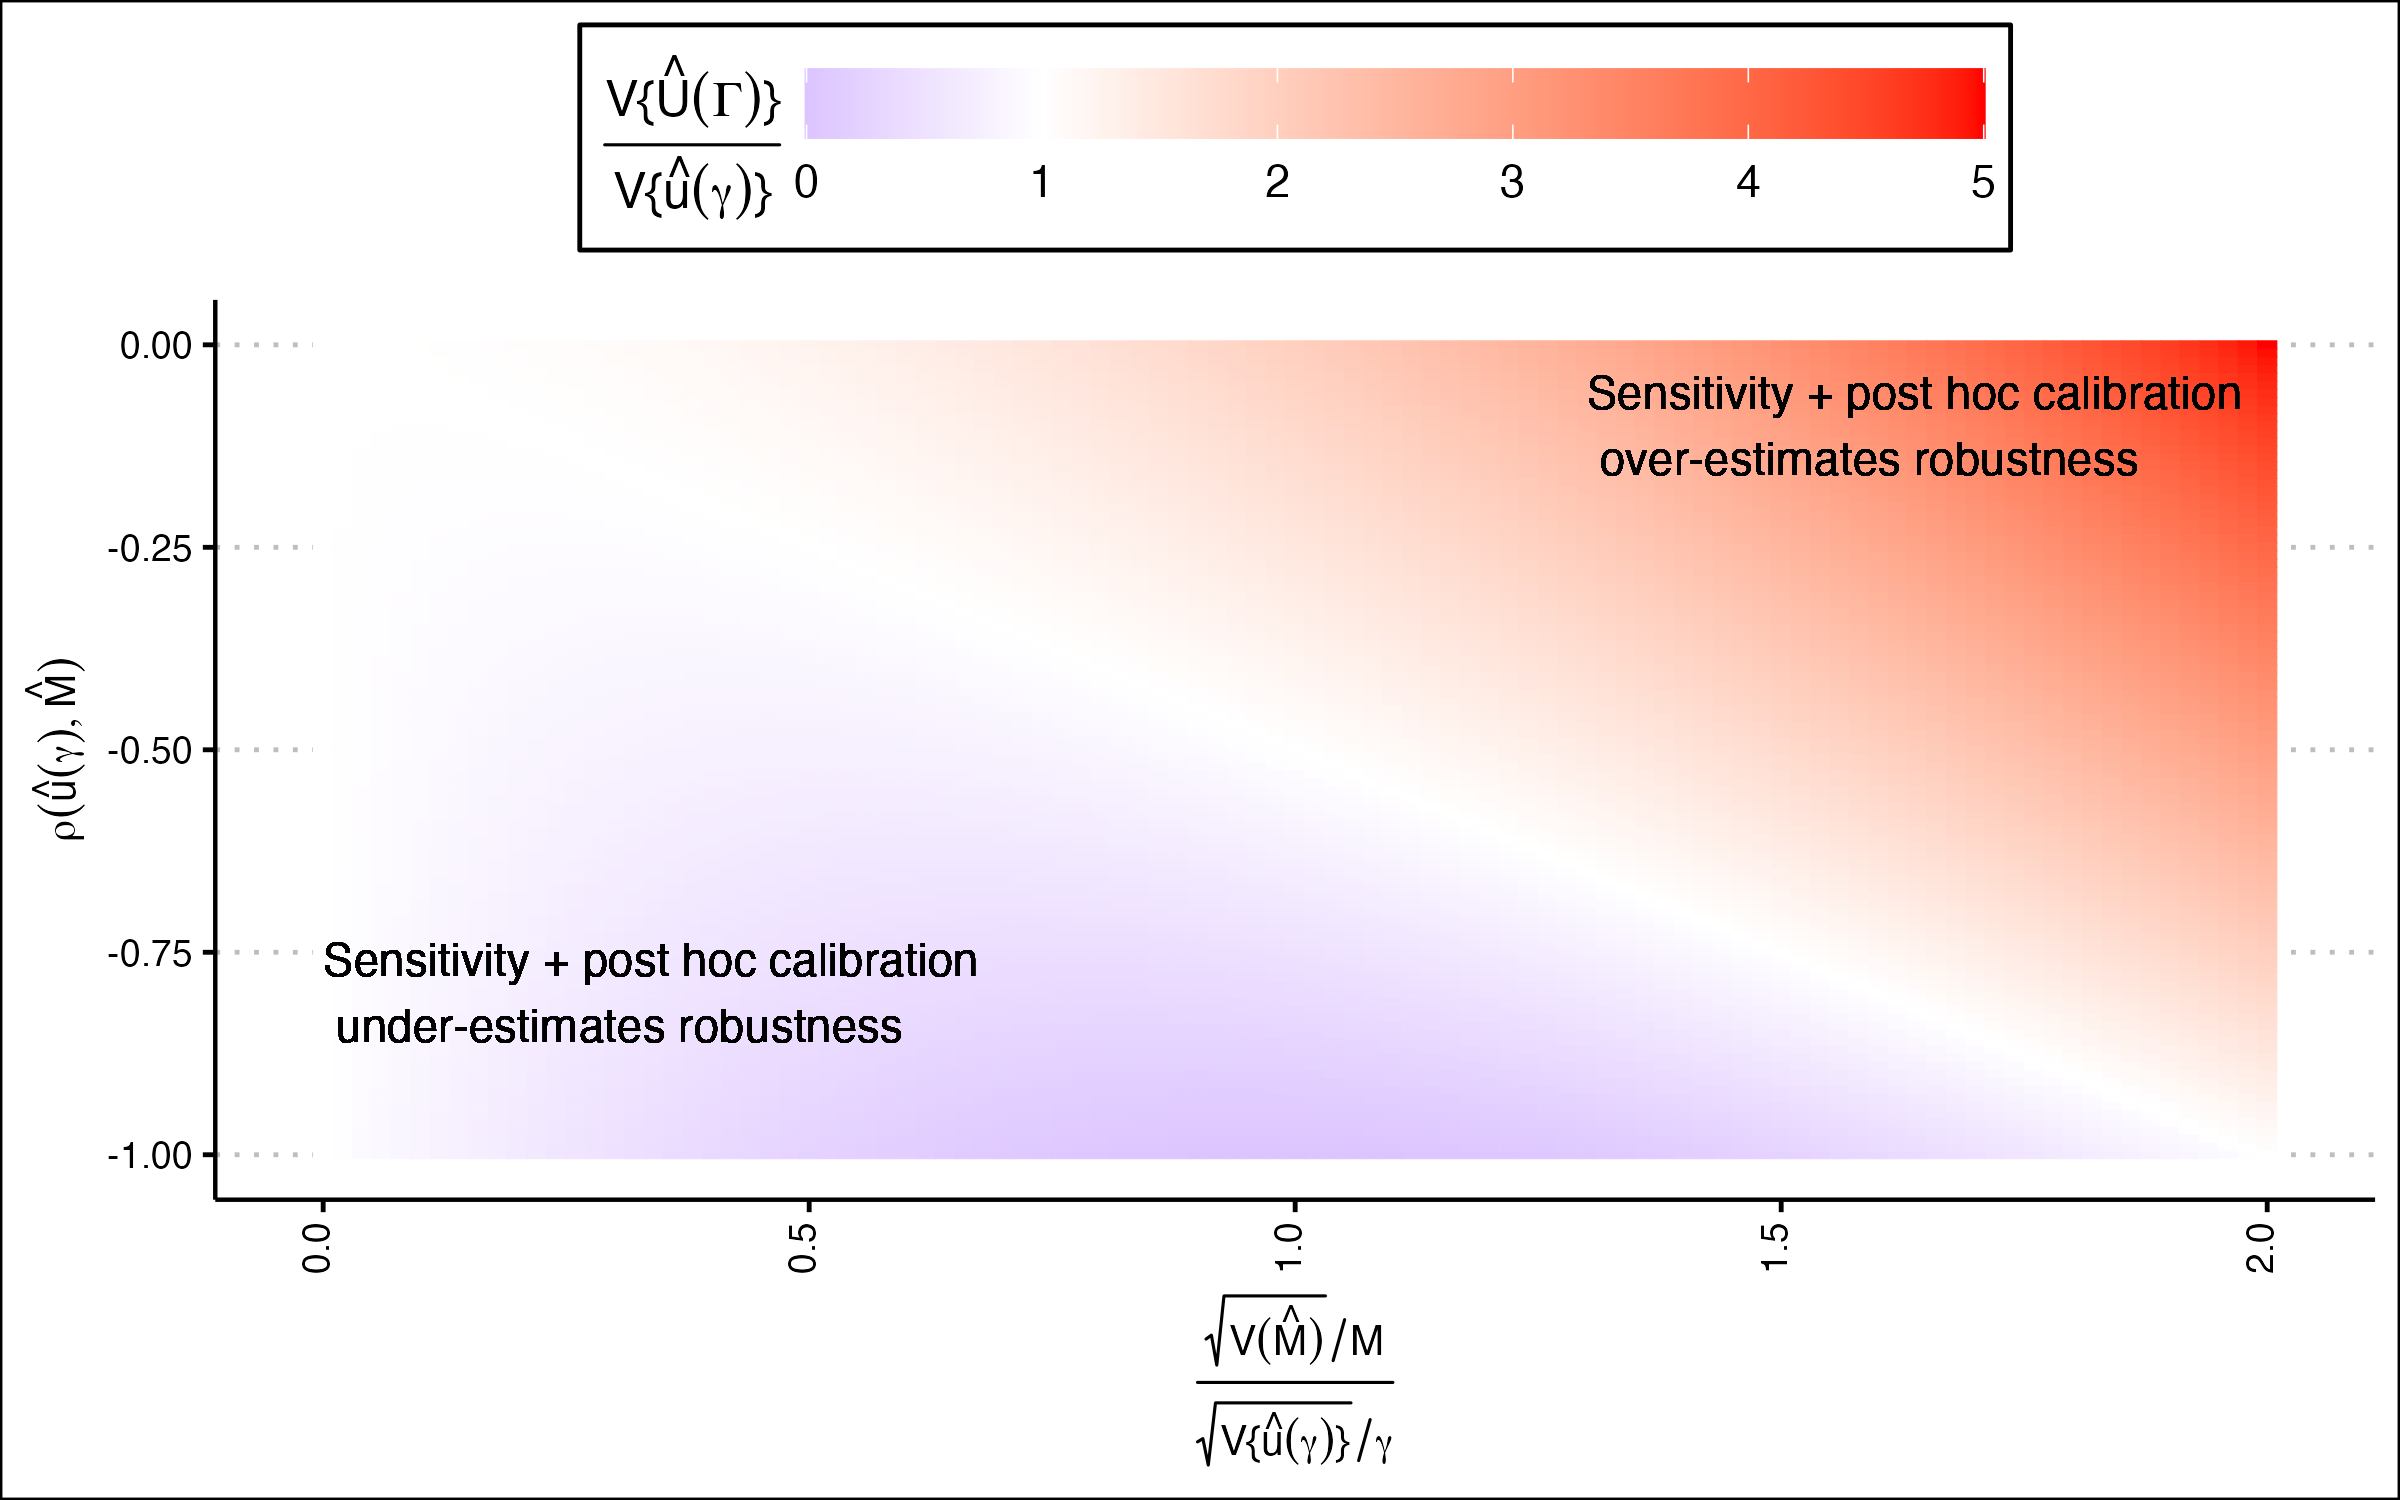 V{Û(Γ)}
V{û(γ)}
0 1 2 3 4 5
0.00
Sensitivity + post hoc calibration
over-estimates robustness
-0.25
-0.50
ρ(û(γ), M̂)
-0.75
Sensitivity + post hoc calibration
under-estimates robustness
-1.00
0.0 0.5 1.0 1.5 2.0
√V(M̂)/M
√V{û(γ)}/γ